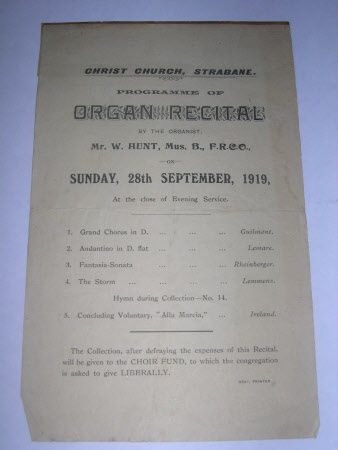 CHRIST CHURCH, STRABANE.
PROGRAMME OF
ORGAN RECITAL
BY THE ORGANIST,
Mr. W. HUNT, Mus. B., F.R.C.O.,
—ON—
SUNDAY, 28th SEPTEMBER, 1919,
At the close of Evening Service.
1. Grand Chorus in D. ... ... ... Guilmant.
2. Andantino in D flat ... ... ... Lemare.
3. Fantasia-Sonata ... ... ... Rheinberger.
4. The Storm ... ... ... ... Lemmens.
Hymn during Collection—No. 14.
5. Concluding Voluntary, "Alla Marcia," ... Ireland.
The Collection, after defraying the expenses of this Recital,
will be given to the CHOIR FUND, to which the congregation
is asked to give LIBERALLY.
PRINTER